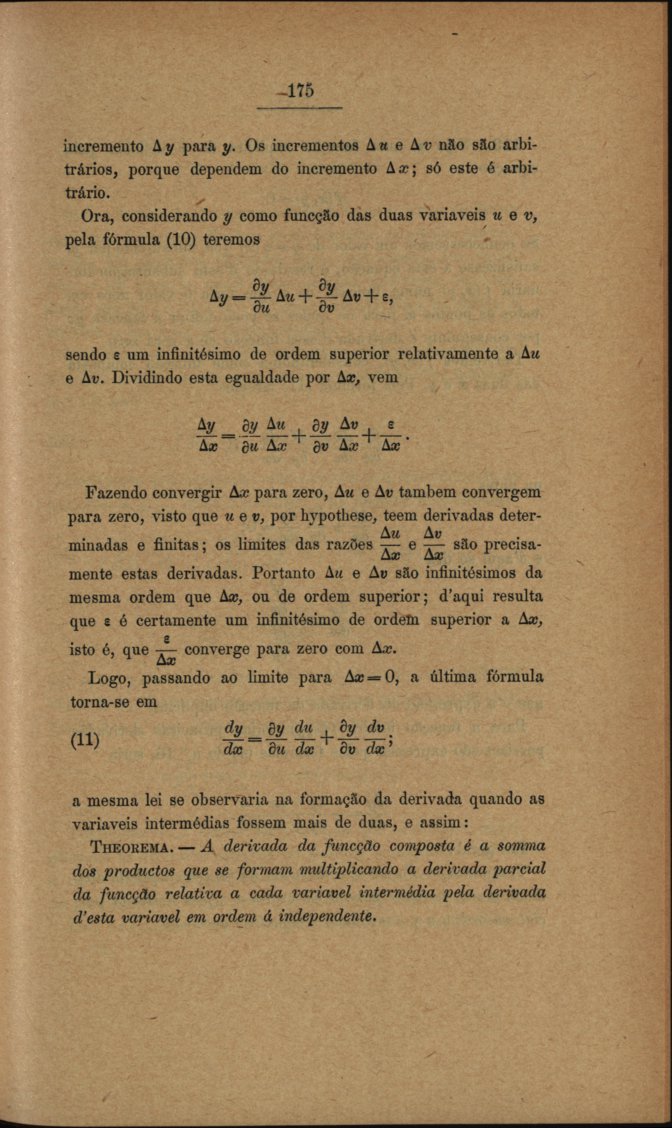 175
incremento Δy para y. Os incrementos Δu e Δv não são arbi-
trários, porque dependem do incremento Δx; só este é arbi-
trário.
Ora, considerando y como funcção das duas variaveis u e v,
pela fórmula (10) teremos
Δy = ∂y/∂u Δu + ∂y/∂v Δv + ε,
sendo ε um infinitésimo de ordem superior relativamente a Δu
e Δv. Dividindo esta egualdade por Δx, vem
Δy/Δx = ∂y/∂u Δu/Δx + ∂y/∂v Δv/Δx + ε/Δx.
Fazendo convergir Δx para zero, Δu e Δv tambem convergem
para zero, visto que u e v, por hypothese, teem derivadas deter-
minadas e finitas; os limites das razões Δu/Δx e Δv/Δx são precisa-
mente estas derivadas. Portanto Δu e Δv são infinitésimos da
mesma ordem que Δx, ou de ordem superior; d'aqui resulta
que ε é certamente um infinitésimo de ordem superior a Δx,
isto é, que ε/Δx converge para zero com Δx.
Logo, passando ao limite para Δx = 0, a última fórmula
torna-se em
(11) dy/dx = ∂y/∂u du/dx + ∂y/∂v dv/dx;
a mesma lei se observaria na formação da derivada quando as
variaveis intermédias fossem mais de duas, e assim:
THEOREMA. — A derivada da funcção composta é a somma
dos productos que se formam multiplicando a derivada parcial
da funcção relativa a cada variavel intermédia pela derivada
d'esta variavel em ordem á independente.